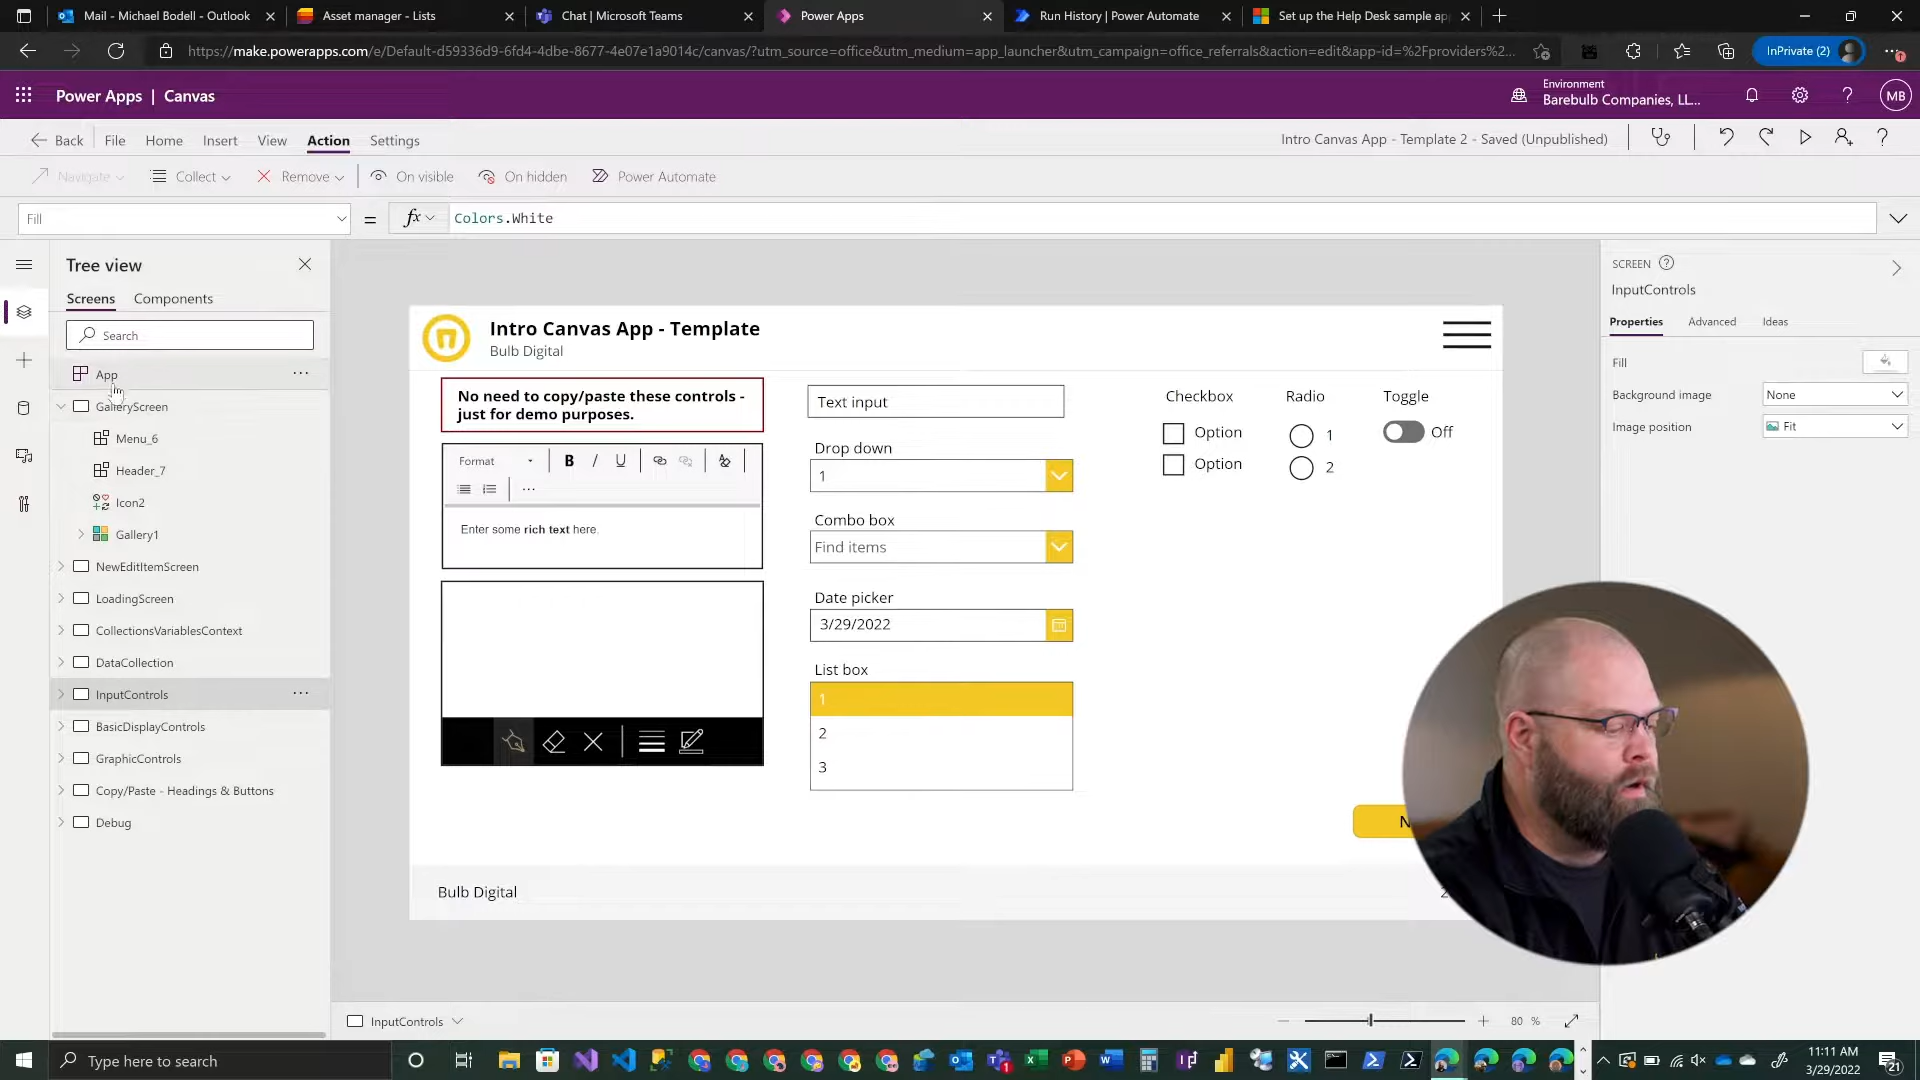 Mail - Michael Bodell - Outlook
Asset manager - Lists
Chat | Microsoft Teams
Power Apps
Run History | Power Automate
Set up the Help Desk sample app
https://make.powerapps.com/e/Default-d59336d9-6fd4-4dbe-8677-4e07e1a9014c/canvas/?utm_source=office&utm_medium=app_launcher&utm_campaign=office_referrals&action=edit&app-id=%2Fproviders%2...
InPrivate (2)
Power Apps | Canvas
Environment
Barebulb Companies, LL...
MB
Back File Home Insert View Action Settings
Intro Canvas App - Template 2 - Saved (Unpublished)
Navigate Collect Remove On visible On hidden Power Automate
Fill = fx Colors.White
Tree view
Screens Components
Search
App
GalleryScreen
Menu_6
Header_7
Icon2
Gallery1
NewEditItemScreen
LoadingScreen
CollectionsVariablesContext
DataCollection
InputControls
BasicDisplayControls
GraphicControls
Copy/Paste - Headings & Buttons
Debug
Intro Canvas App - Template
Bulb Digital
No need to copy/paste these controls -
just for demo purposes.
Format B I U
Enter some rich text here.
Text input
Drop down
1
Combo box
Find items
Date picker
3/29/2022
List box
1
2
3
Checkbox
Option
Option
Radio
1
2
Toggle
Off
Bulb Digital
SCREEN
InputControls
Properties Advanced Ideas
Fill
Background image None
Image position Fit
InputControls
80 %
Type here to search
11:11 AM
3/29/2022
21